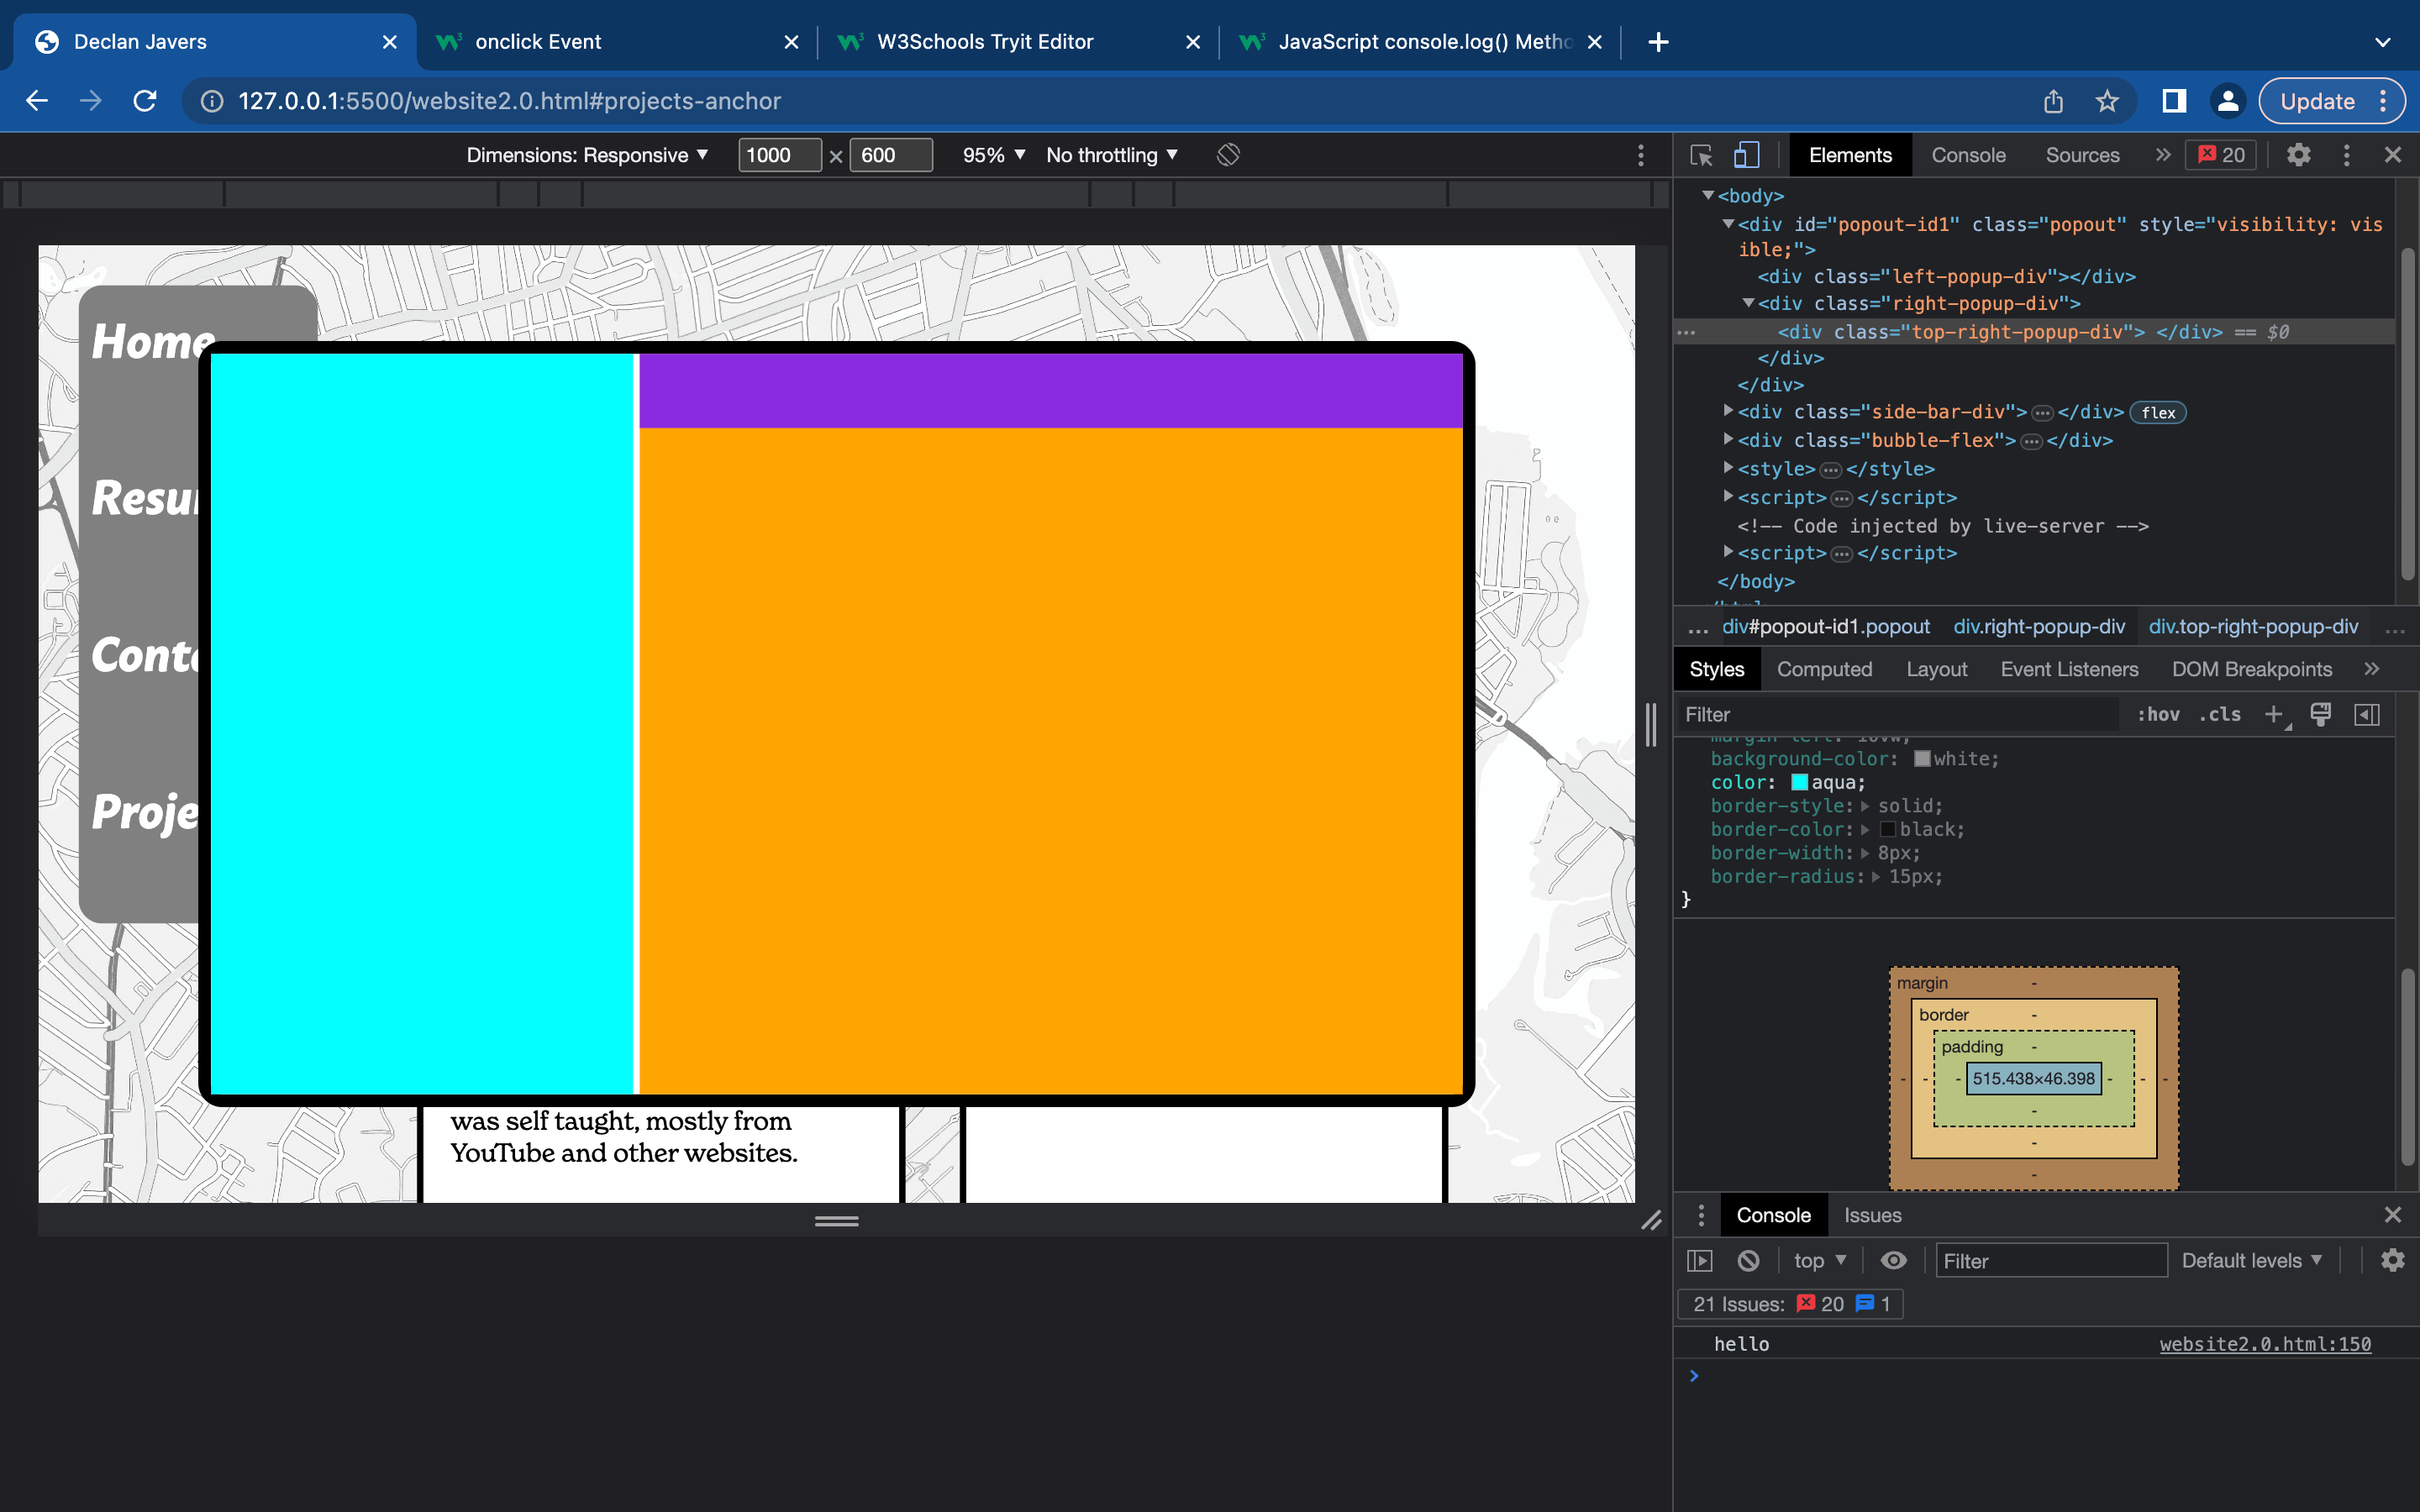 Declan Javers
onclick Event
W3Schools Tryit Editor
JavaScript console.log() Metho
127.0.0.1:5500/website2.0.html#projects-anchor
Update
Dimensions: Responsive
1000 × 600
95%
No throttling
Elements
Console
Sources
20
Home
Resu
Conta
Proje
was self taught, mostly from
YouTube and other websites.
<body>
<div id="popout-id1" class="popout" style="visibility: vis
ible;">
<div class="left-popup-div"></div>
<div class="right-popup-div">
<div class="top-right-popup-div"> </div> == $0
</div>
</div>
<div class="side-bar-div">…</div> flex
<div class="bubble-flex">…</div>
<style>…</style>
<script>…</script>
<!-- Code injected by live-server -->
<script>…</script>
</body>
… div#popout-id1.popout div.right-popup-div div.top-right-popup-div …
Styles Computed Layout Event Listeners DOM Breakpoints
Filter
:hov .cls
margin-left: 10vw;
background-color: white;
color: aqua;
border-style: solid;
border-color: black;
border-width: 8px;
border-radius: 15px;
}
margin -
border -
padding -
- - - 515.438×46.398 - - -
-
-
-
Console
Issues
top
Filter
Default levels
21 Issues: 20 1
hello
website2.0.html:150